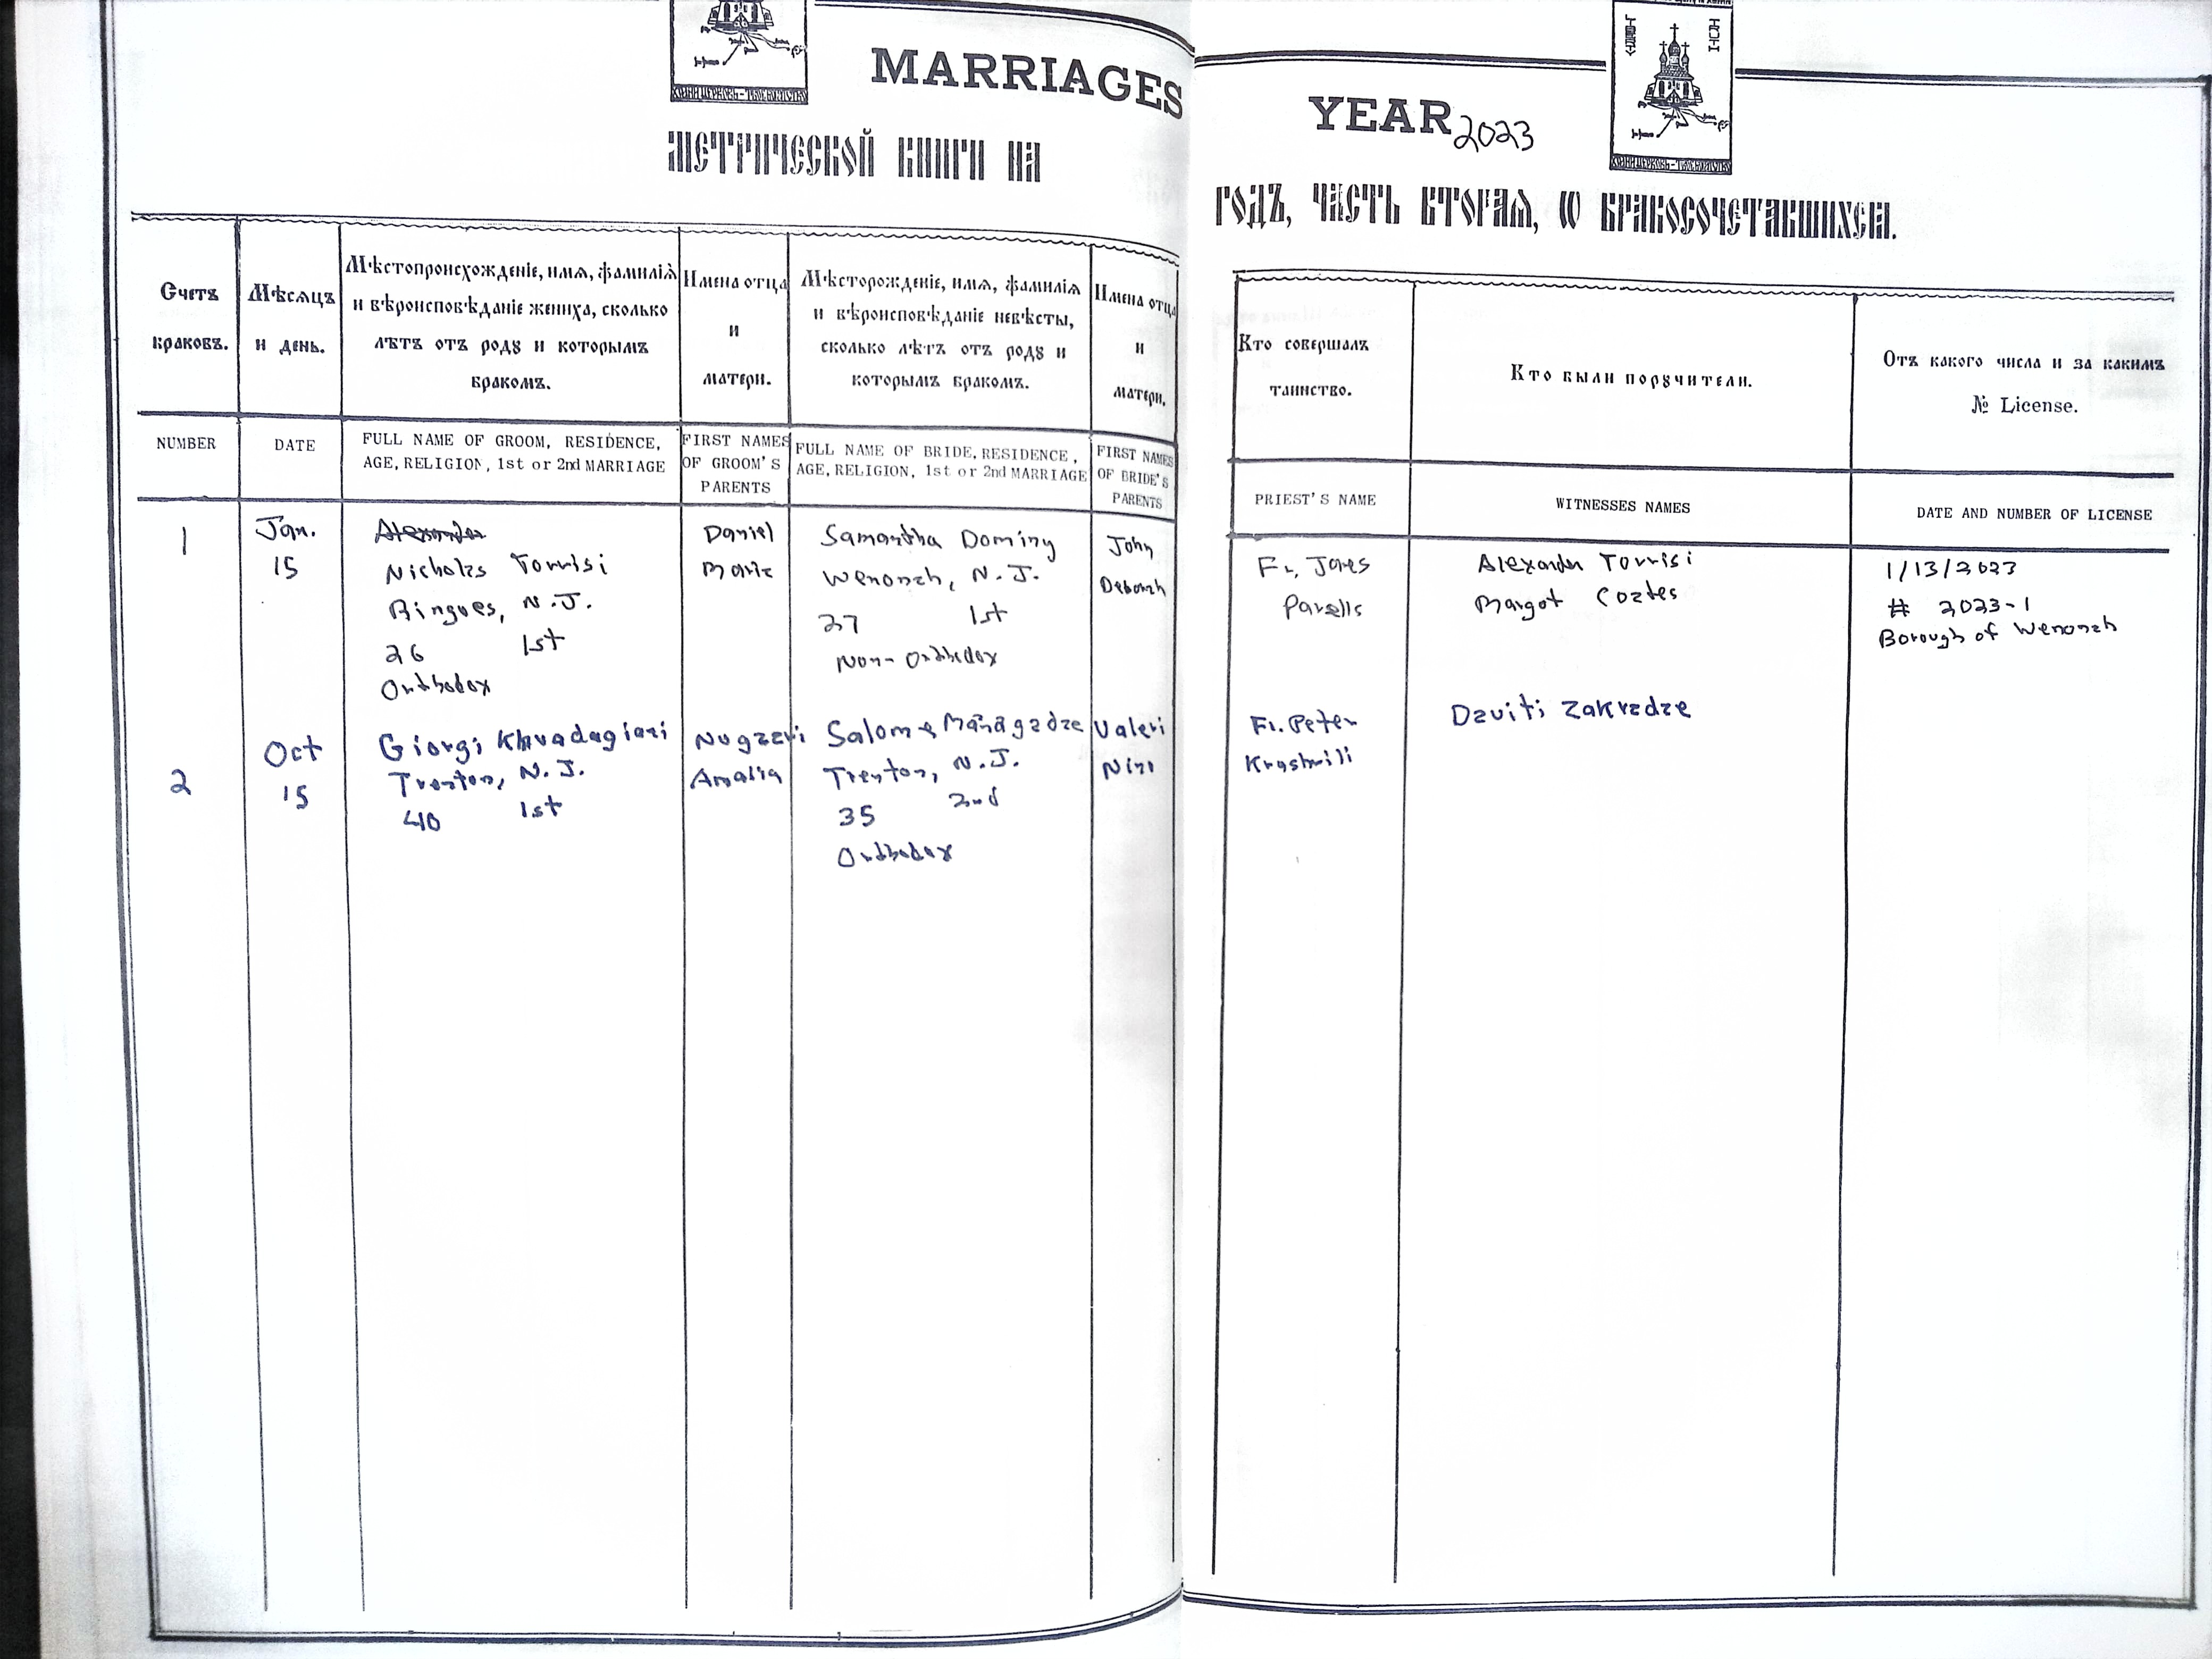 MARRIAGES
YEAR 2023
МЕТРИЧЕСКОЙ КНИГИ НА
ГОДЪ, ЧАСТЬ ВТОРАЯ, Ѡ БРАКОСОЧЕТАВШИХСЯ.
Счетъ
браковъ.
Мѣсяцъ
и день.
Мѣстопроисхожденіе, имя, фамилія
и вѣроисповѣданіе жениха, сколько
лѣтъ отъ роду и которымъ
бракомъ.
Имена отца
и
матери.
Мѣсторожденіе, имя, фамилія
и вѣроисповѣданіе невѣсты,
сколько лѣтъ отъ роду и
которымъ бракомъ.
Имена отца
и
матери.
Кто совершалъ
таинство.
Кто были поручители.
Отъ какого числа и за какимъ
№ License.
NUMBER
DATE
FULL NAME OF GROOM, RESIDENCE,
AGE, RELIGION, 1st or 2nd MARRIAGE
FIRST NAMES
OF GROOM'S
PARENTS
FULL NAME OF BRIDE, RESIDENCE,
AGE, RELIGION, 1st or 2nd MARRIAGE
FIRST NAMES
OF BRIDE'S
PARENTS
PRIEST'S NAME
WITNESSES NAMES
DATE AND NUMBER OF LICENSE
1
Jan.
15
Alexander
Nicholas Torrisi
Ringoes, N.J.
26 1st
Orthodox
Daniel
Maria
Samantha Dominy
Wenonah, N.J.
27 1st
Non-Orthodox
John
Deborah
Fr. James
Parnells
Alexander Torrisi
Margot Coates
1/13/2023
# 2023-1
Borough of Wenonah
2
Oct
15
Giorgi Khvadagiani
Trenton, N.J.
40 1st
Nugzari
Amalia
Salome Managadze
Trenton, N.J.
35 2nd
Orthodox
Valeri
Nino
Fr. Peter
Daviti Zakradze